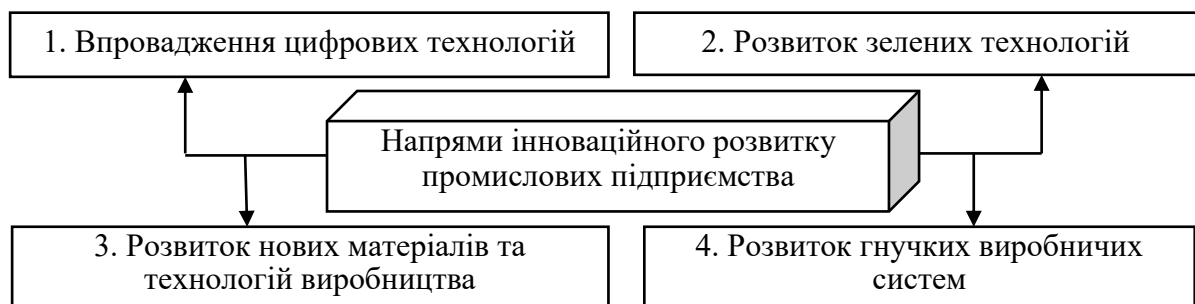 1. Впровадження цифрових технологій
2. Розвиток зелених технологій
Напрями інноваційного розвитку
промислових підприємства
3. Розвиток нових матеріалів та
технологій виробництва
4. Розвиток гнучких виробничих
систем